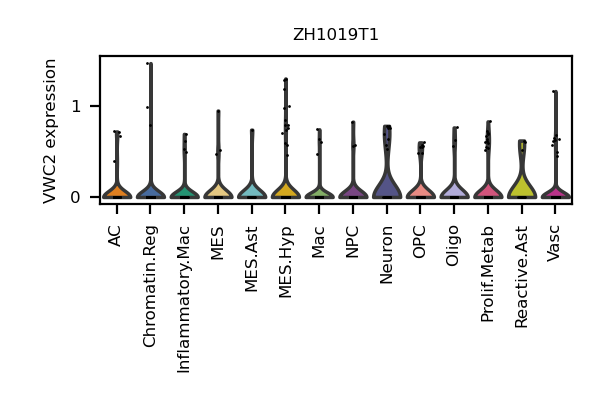 ZH1019T1
VWC2 expression
1
0
AC
Chromatin.Reg
Inflammatory.Mac
MES
MES.Ast
MES.Hyp
Mac
NPC
Neuron
OPC
Oligo
Prolif.Metab
Reactive.Ast
Vasc